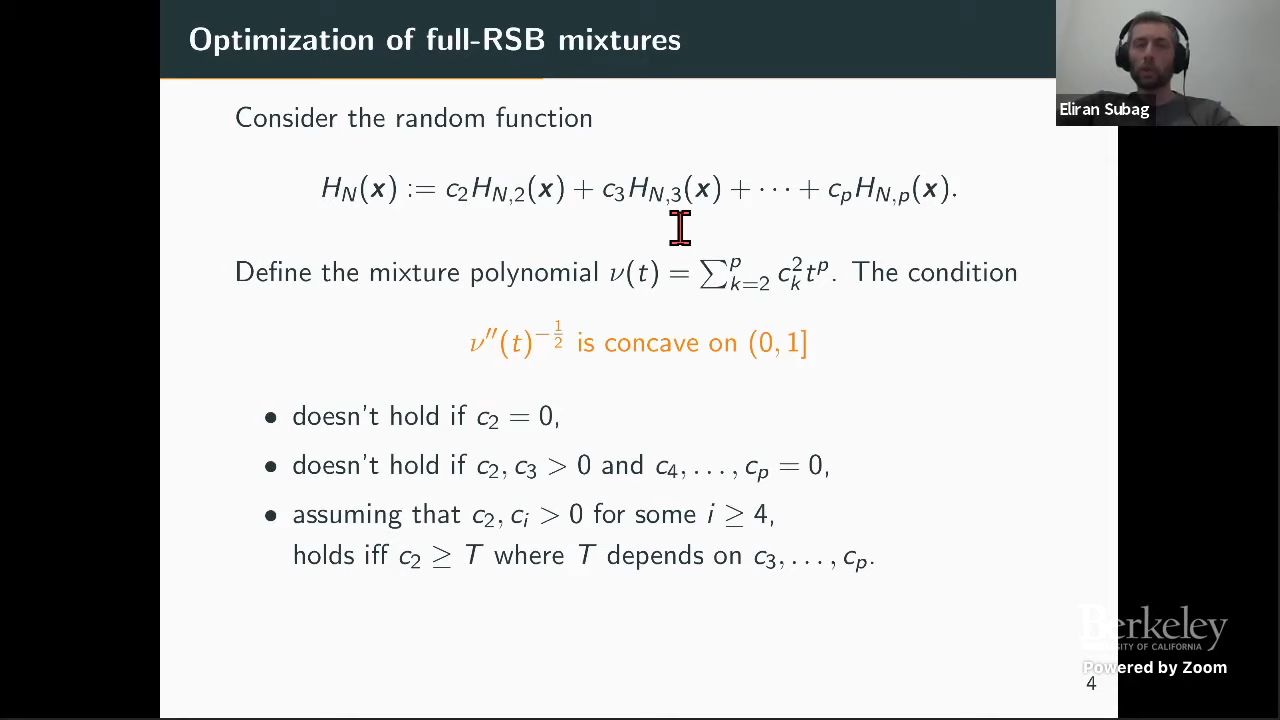 Optimization of full-RSB mixtures
Eliran Subag
Consider the random function
H_N(x) := c_2H_{N,2}(x) + c_3H_{N,3}(x) + ··· + c_pH_{N,p}(x).
Define the mixture polynomial ν(t) = ∑_{k=2}^p c_k^2 t^p. The condition
ν''(t)^{-1/2} is concave on (0, 1]
• doesn't hold if c_2 = 0,
• doesn't hold if c_2, c_3 > 0 and c_4, . . . , c_p = 0,
• assuming that c_2, c_i > 0 for some i ≥ 4,
holds iff c_2 ≥ T where T depends on c_3, . . . , c_p.
Berkeley
UNIVERSITY OF CALIFORNIA
Powered by Zoom
4